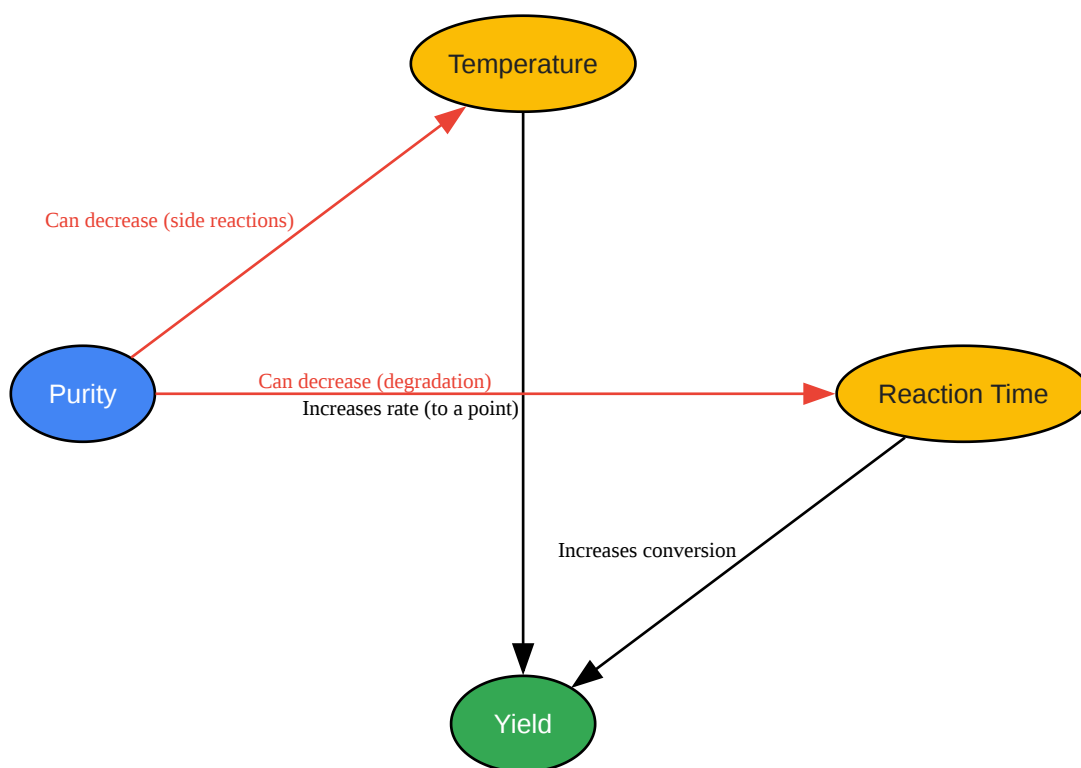 Temperature
Can decrease (side reactions)
Purity
Can decrease (degradation)
Increases rate (to a point)
Reaction Time
Increases conversion
Yield